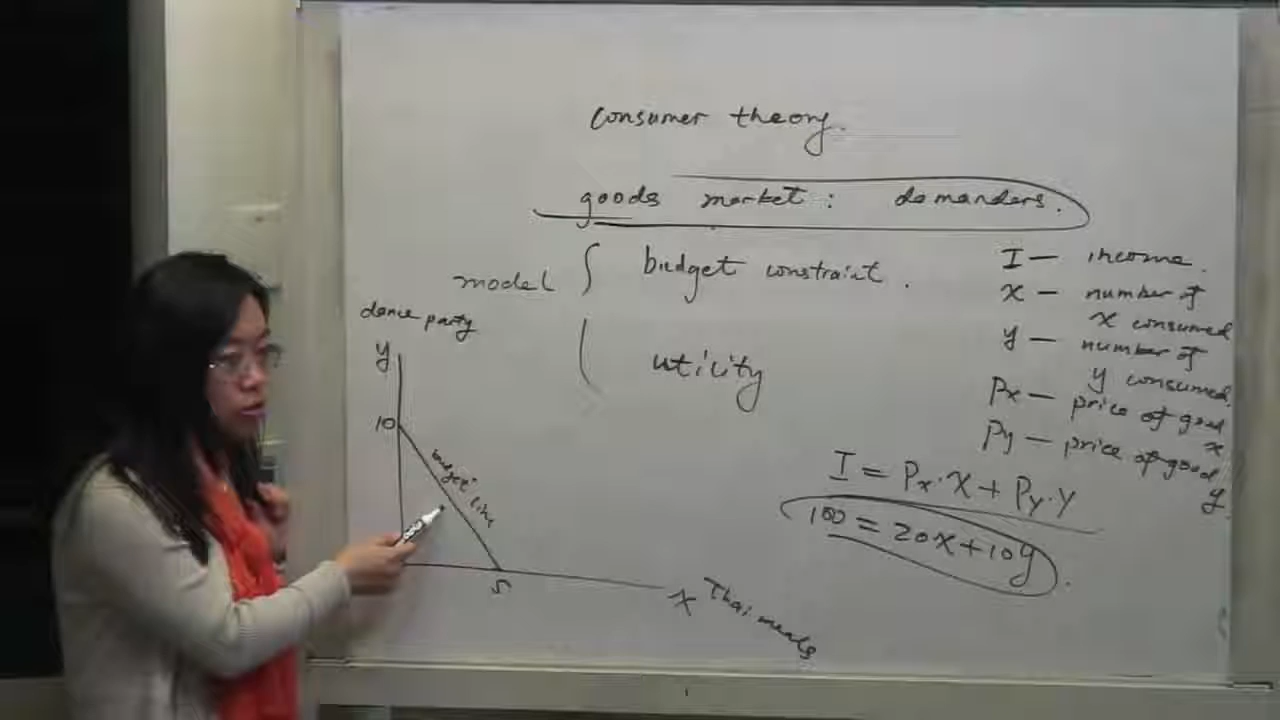 Consumer theory.
goods market: demanders.
model { budget constraint.
utility
I — income.
x — number of
x consumed
y — number of
y consumed.
Px — price of good
x
Py — price of good
y
I = Px·X + Py·Y
100 = 20x + 10y.
dance party
y
10
budget line
5
x Thai meals